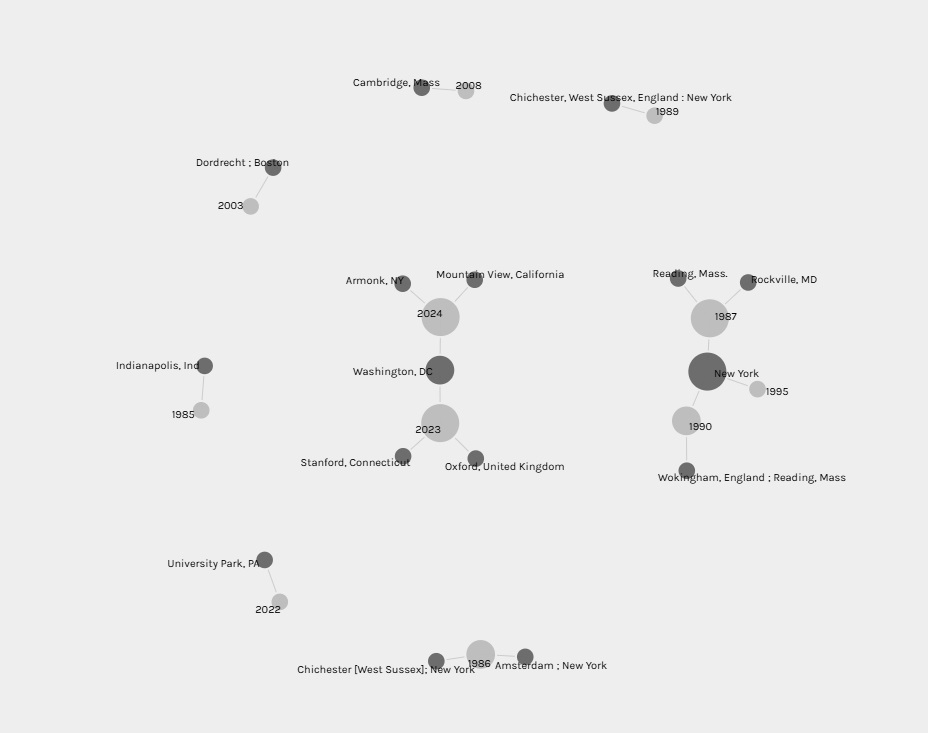 Cambridge, Mass
2008
Chichester, West Sussex, England : New York
1989
Dordrecht ; Boston
2003
Armonk, NY
Mountain View, California
2024
Reading, Mass.
Rockville, MD
1987
Indianapolis, Ind
1985
Washington, DC
New York
1995
2023
1990
Stanford, Connecticut
Oxford, United Kingdom
Wokingham, England ; Reading, Mass
University Park, PA
2022
Chichester [West Sussex]; New York
1986
Amsterdam ; New York